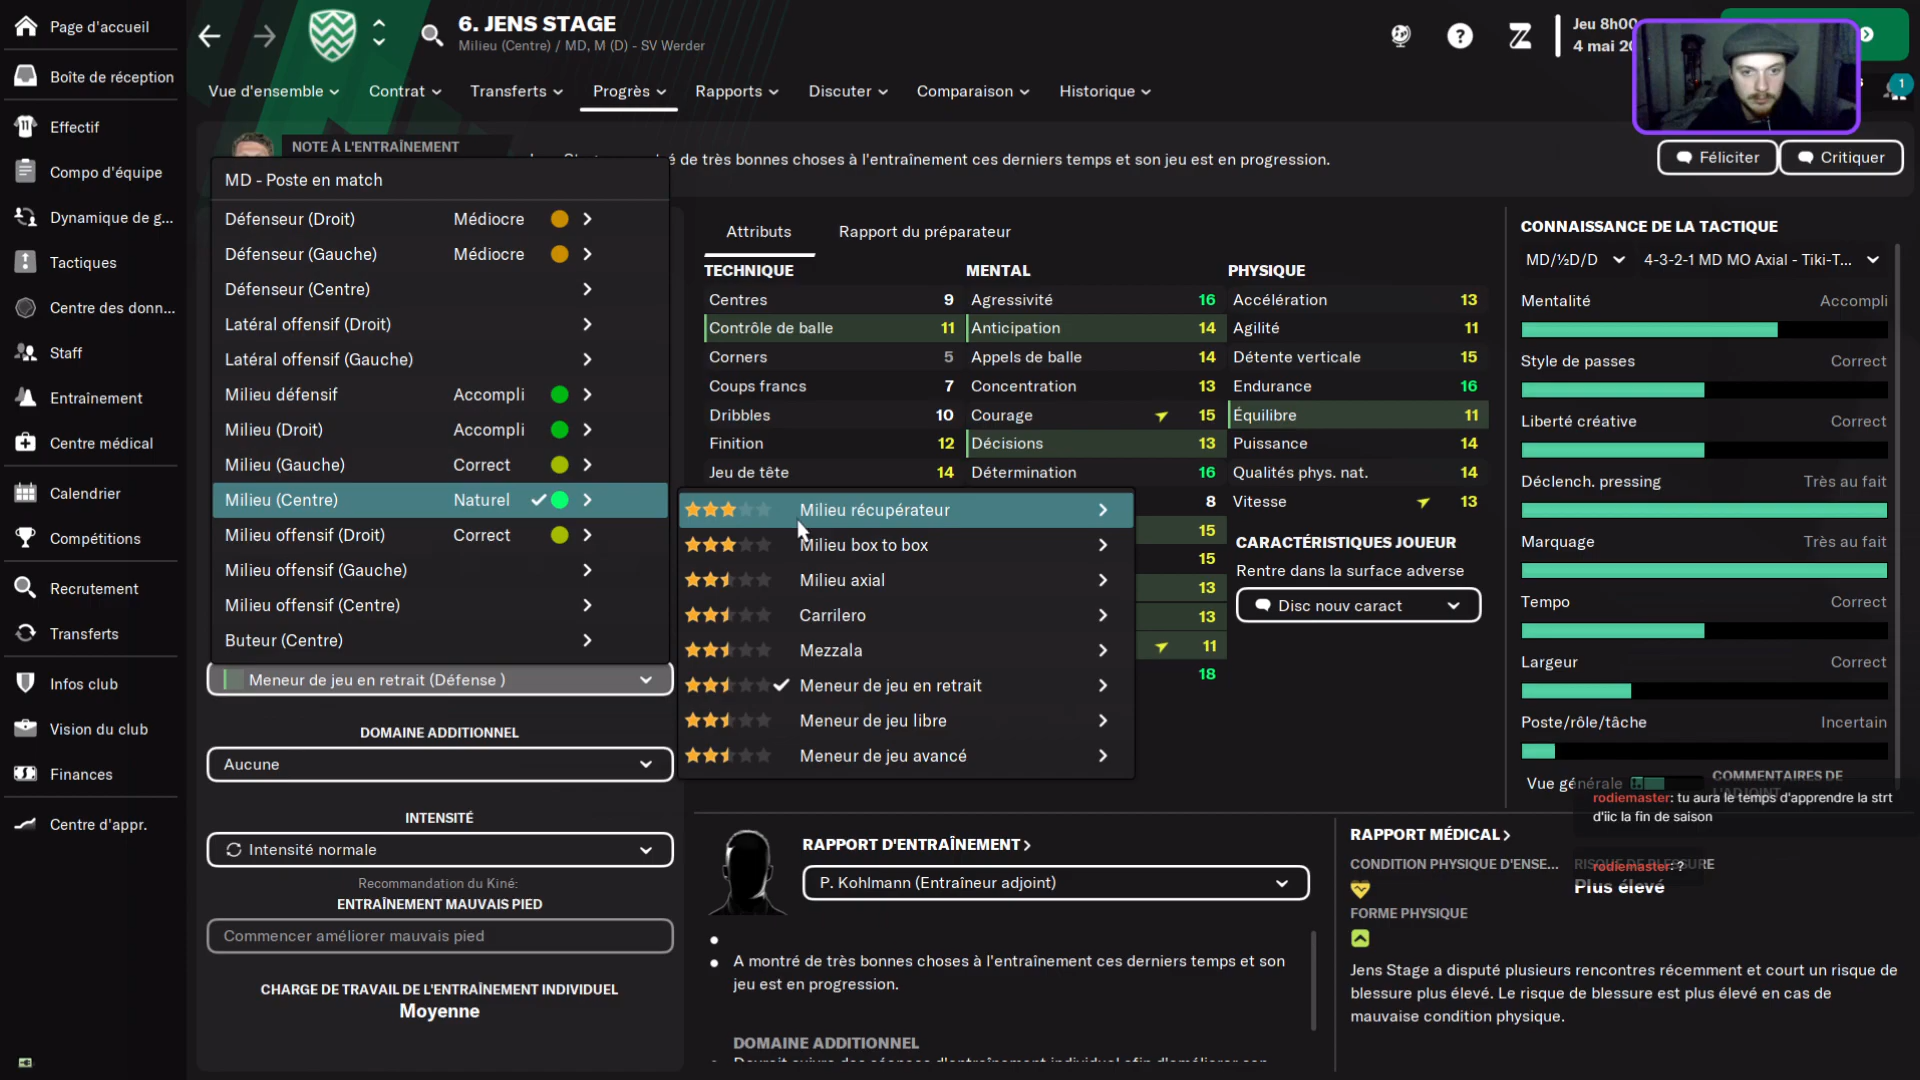 Page d'accueil
Boîte de réception
Effectif
Compo d'équipe
Dynamique de g...
Tactiques
Centre des donn...
Staff
Entraînement
Centre médical
Calendrier
Compétitions
Recrutement
Transferts
Infos club
Vision du club
Finances
Centre d'appr.
6. JENS STAGE
Milieu (Centre) / MD, M (D) - SV Werder
Jeu 8h00
4 mai 20
1
Vue d'ensemble
Contrat
Transferts
Progrès
Rapports
Discuter
Comparaison
Historique
NOTE À L'ENTRAÎNEMENT
é de très bonnes choses à l'entraînement ces derniers temps et son jeu est en progression.
Féliciter
Critiquer
MD - Poste en match
Défenseur (Droit) Médiocre
Défenseur (Gauche) Médiocre
Défenseur (Centre)
Latéral offensif (Droit)
Latéral offensif (Gauche)
Milieu défensif Accompli
Milieu (Droit) Accompli
Milieu (Gauche) Correct
Milieu (Centre) Naturel
Milieu offensif (Droit) Correct
Milieu offensif (Gauche)
Milieu offensif (Centre)
Buteur (Centre)
Meneur de jeu en retrait (Défense )
DOMAINE ADDITIONNEL
Aucune
INTENSITÉ
Intensité normale
Recommandation du Kiné:
ENTRAÎNEMENT MAUVAIS PIED
Commencer améliorer mauvais pied
CHARGE DE TRAVAIL DE L'ENTRAÎNEMENT INDIVIDUEL
Moyenne
Milieu récupérateur
Milieu box to box
Milieu axial
Carrilero
Mezzala
Meneur de jeu en retrait
Meneur de jeu libre
Meneur de jeu avancé
Attributs
Rapport du préparateur
TECHNIQUE
Centres 9
Contrôle de balle 11
Corners 5
Coups francs 7
Dribbles 10
Finition 12
Jeu de tête 14
MENTAL
Agressivité 16
Anticipation 14
Appels de balle 14
Concentration 13
Courage 15
Décisions 13
Détermination 16
8
15
15
13
13
11
18
PHYSIQUE
Accélération 13
Agilité 11
Détente verticale 15
Endurance 16
Équilibre 11
Puissance 14
Qualités phys. nat. 14
Vitesse 13
CARACTÉRISTIQUES JOUEUR
Rentre dans la surface adverse
Disc nouv caract
CONNAISSANCE DE LA TACTIQUE
MD/½D/D
4-3-2-1 MD MO Axial - Tiki-T...
Mentalité Accompli
Style de passes Correct
Liberté créative Correct
Déclench. pressing Très au fait
Marquage Très au fait
Tempo Correct
Largeur Correct
Poste/rôle/tâche Incertain
Vue générale
COMMENTAIRES DE
L'ADJOINT
rodiemaster: tu aura le temps d'apprendre la strt
d'iic la fin de saison
rodiemaster: ?
RAPPORT D'ENTRAÎNEMENT
P. Kohlmann (Entraîneur adjoint)
A montré de très bonnes choses à l'entraînement ces derniers temps et son
jeu est en progression.
DOMAINE ADDITIONNEL
RAPPORT MÉDICAL
CONDITION PHYSIQUE D'ENSE...
RISQUE DE BLESSURE
Plus élevé
FORME PHYSIQUE
Jens Stage a disputé plusieurs rencontres récemment et court un risque de
blessure plus élevé. Le risque de blessure est plus élevé en cas de
mauvaise condition physique.